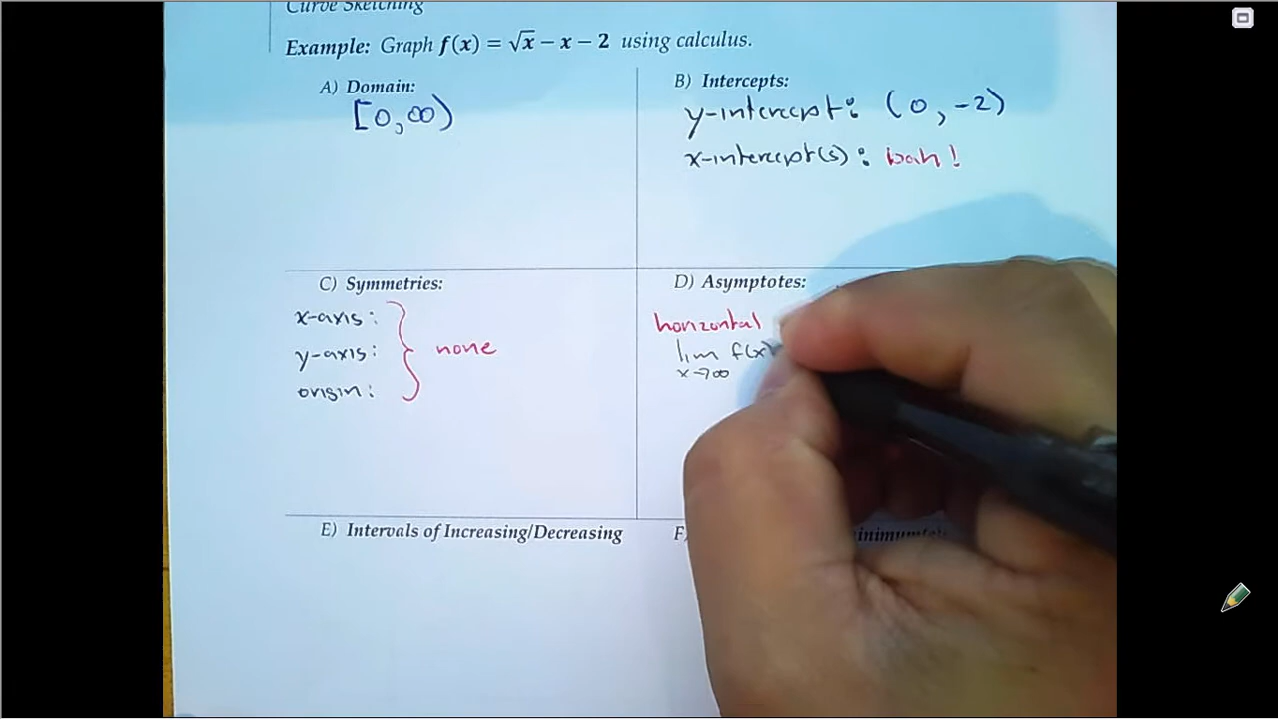 Curve Sketching
Example: Graph f(x) = √x − x − 2 using calculus.
A) Domain:
[0, ∞)
B) Intercepts:
y-intercept: (0, -2)
x-intercept(s): bah!
C) Symmetries:
x-axis:
y-axis:
origin:
none
D) Asymptotes:
horizontal
lim f(x)
x→∞
E) Intervals of Increasing/Decreasing
F)